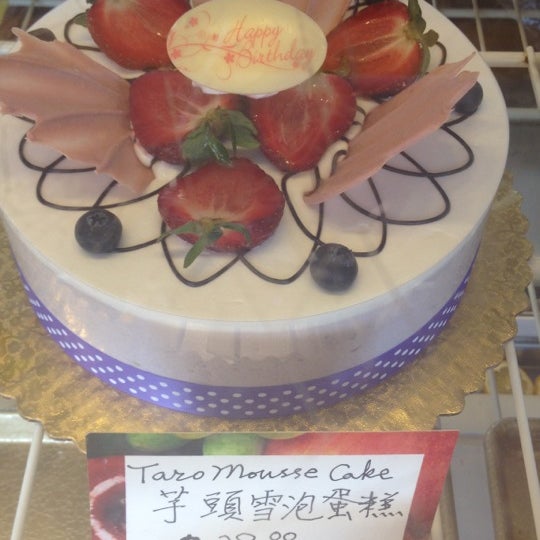 Happy
Birthday
Taro Mousse Cake
芋頭雪泡蛋糕